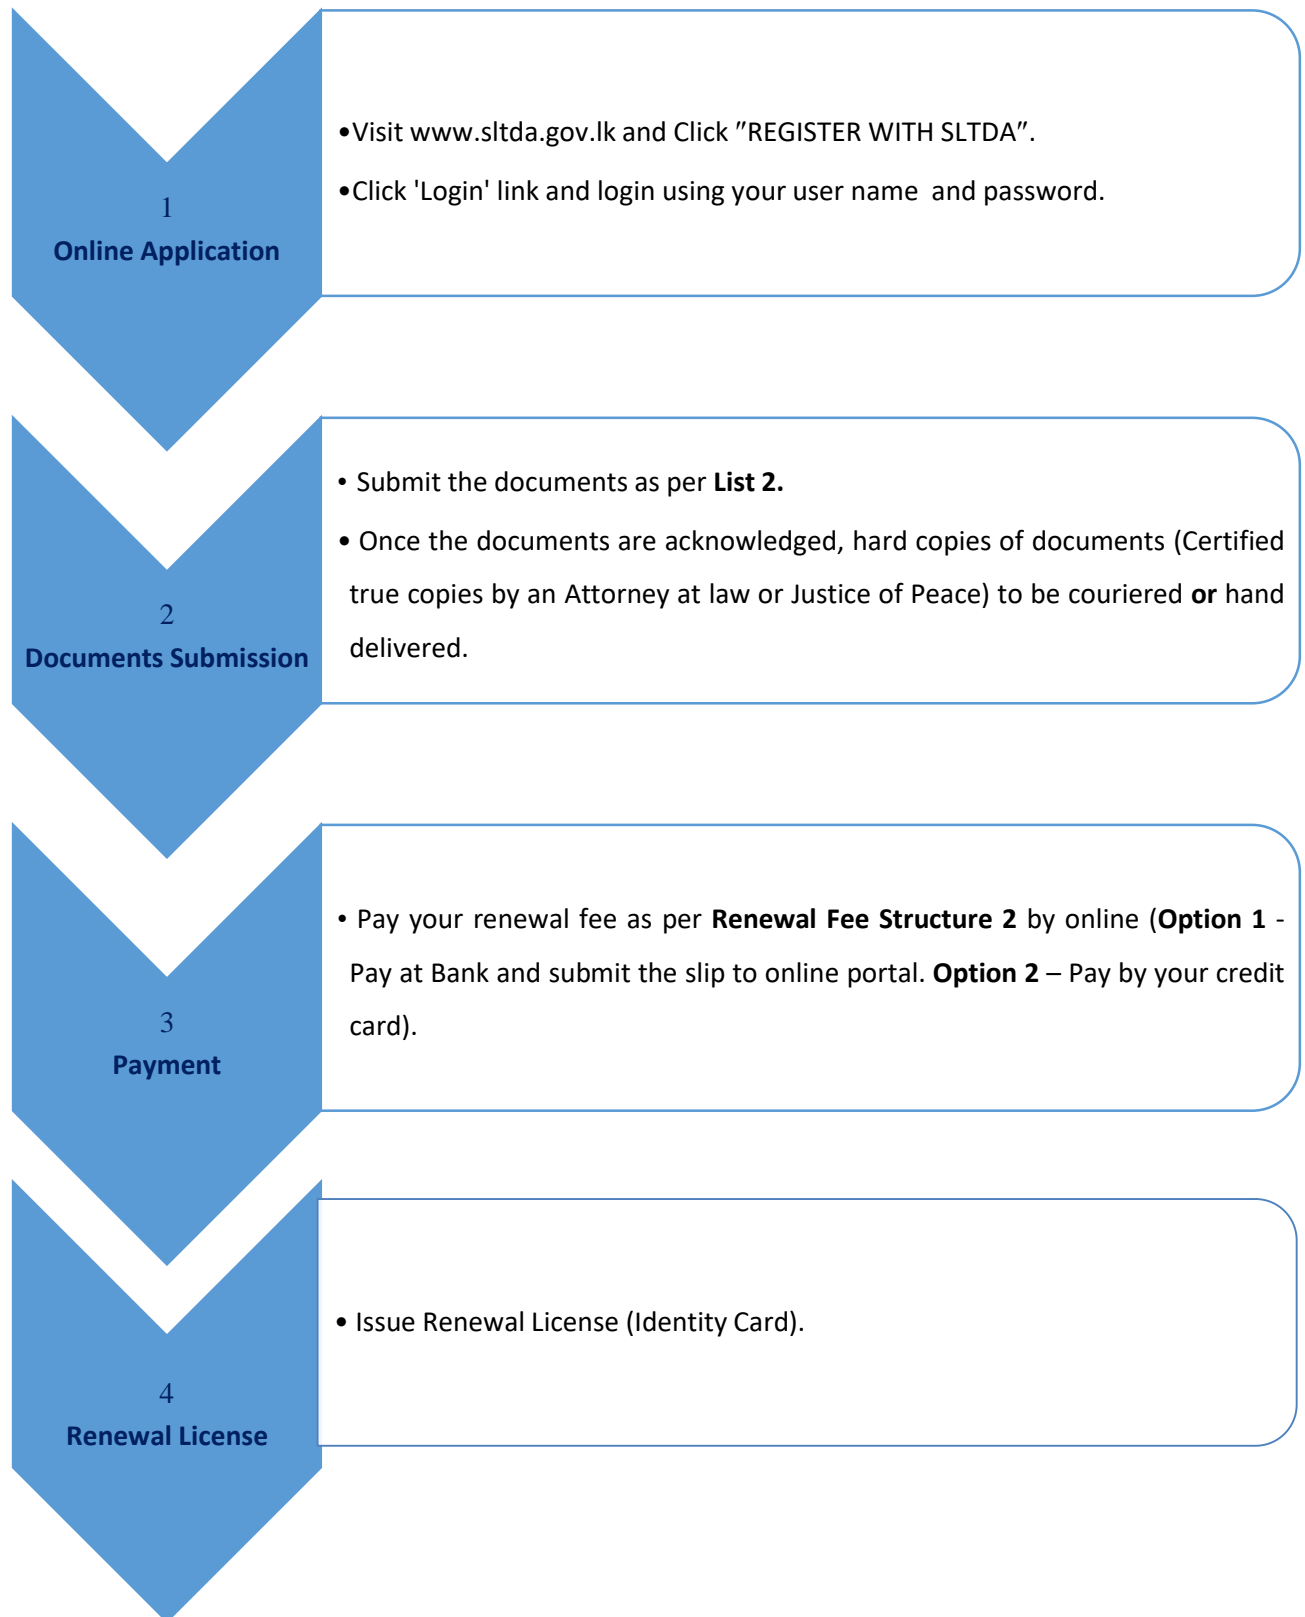 1
Online Application
•Visit www.sltda.gov.lk and Click ″REGISTER WITH SLTDA″.
•Click 'Login' link and login using your user name  and password.
2
Documents Submission
• Submit the documents as per List 2.
• Once the documents are acknowledged, hard copies of documents (Certified
true copies by an Attorney at law or Justice of Peace) to be couriered or hand
delivered.
3
Payment
• Pay your renewal fee as per Renewal Fee Structure 2 by online (Option 1 -
Pay at Bank and submit the slip to online portal. Option 2 – Pay by your credit
card).
4
Renewal License
• Issue Renewal License (Identity Card).